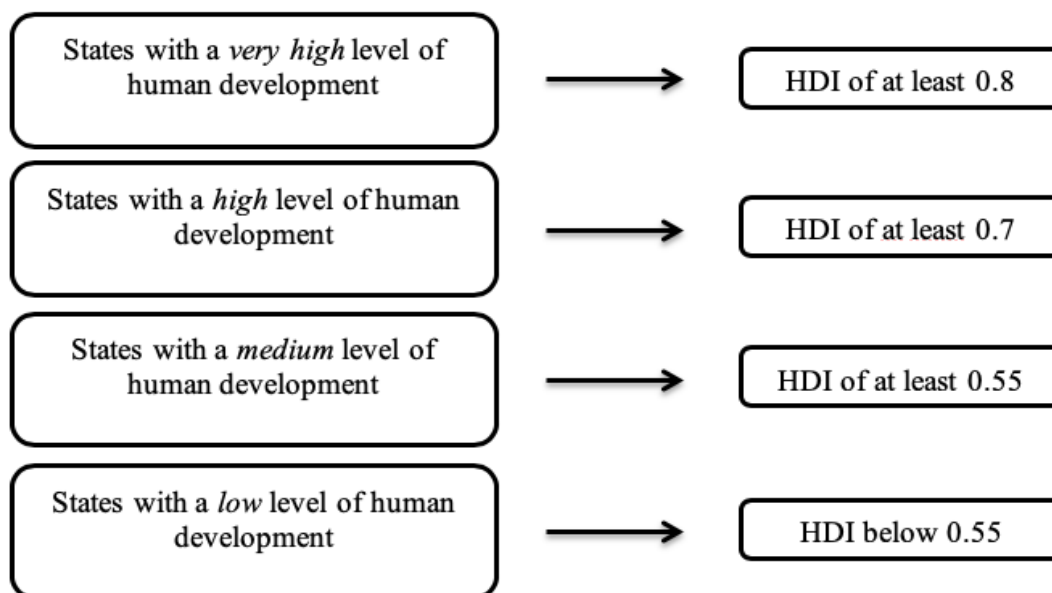 States with a very high level of
human development
HDI of at least 0.8
States with a high level of human
development
HDI of at least 0.7
States with a medium level of
human development
HDI of at least 0.55
States with a low level of human
development
HDI below 0.55